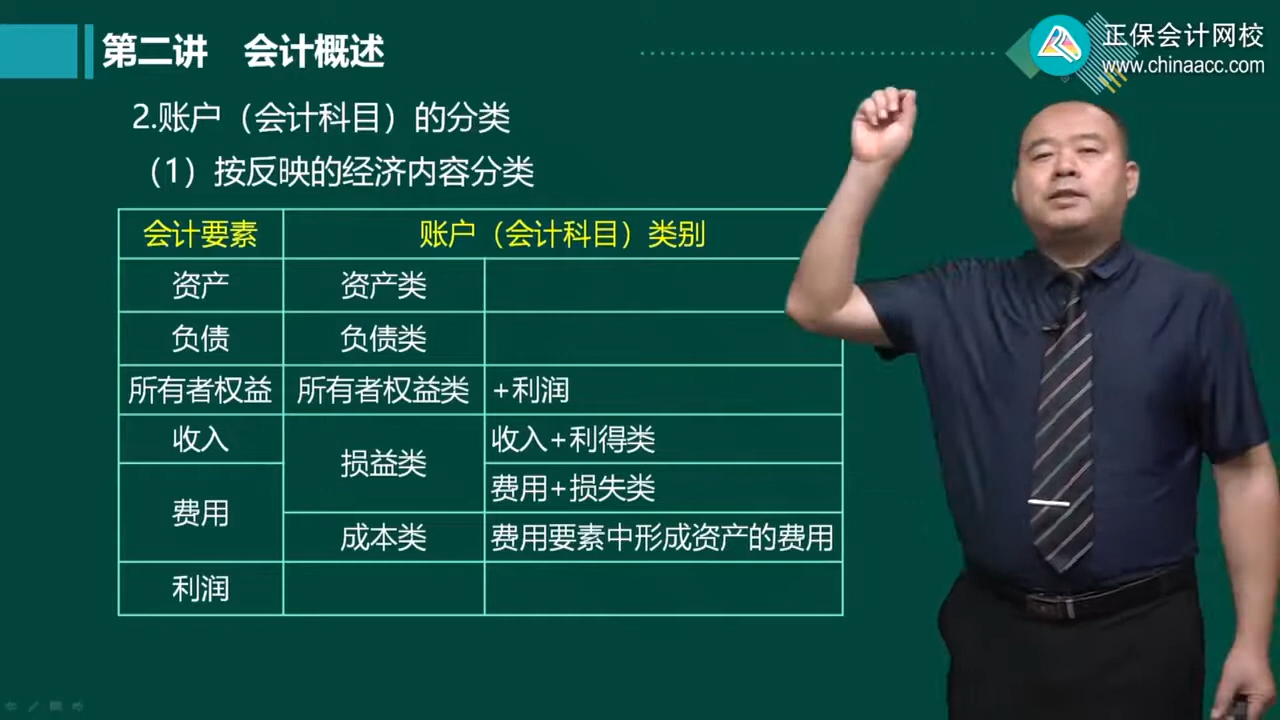 第二讲 会计概述
正保会计网校
www.chinaacc.com
2.账户（会计科目）的分类
（1）按反映的经济内容分类
会计要素 账户（会计科目）类别
资产 资产类
负债 负债类
所有者权益 所有者权益类 +利润
收入 损益类 收入+利得类
费用 费用+损失类
成本类 费用要素中形成资产的费用
利润